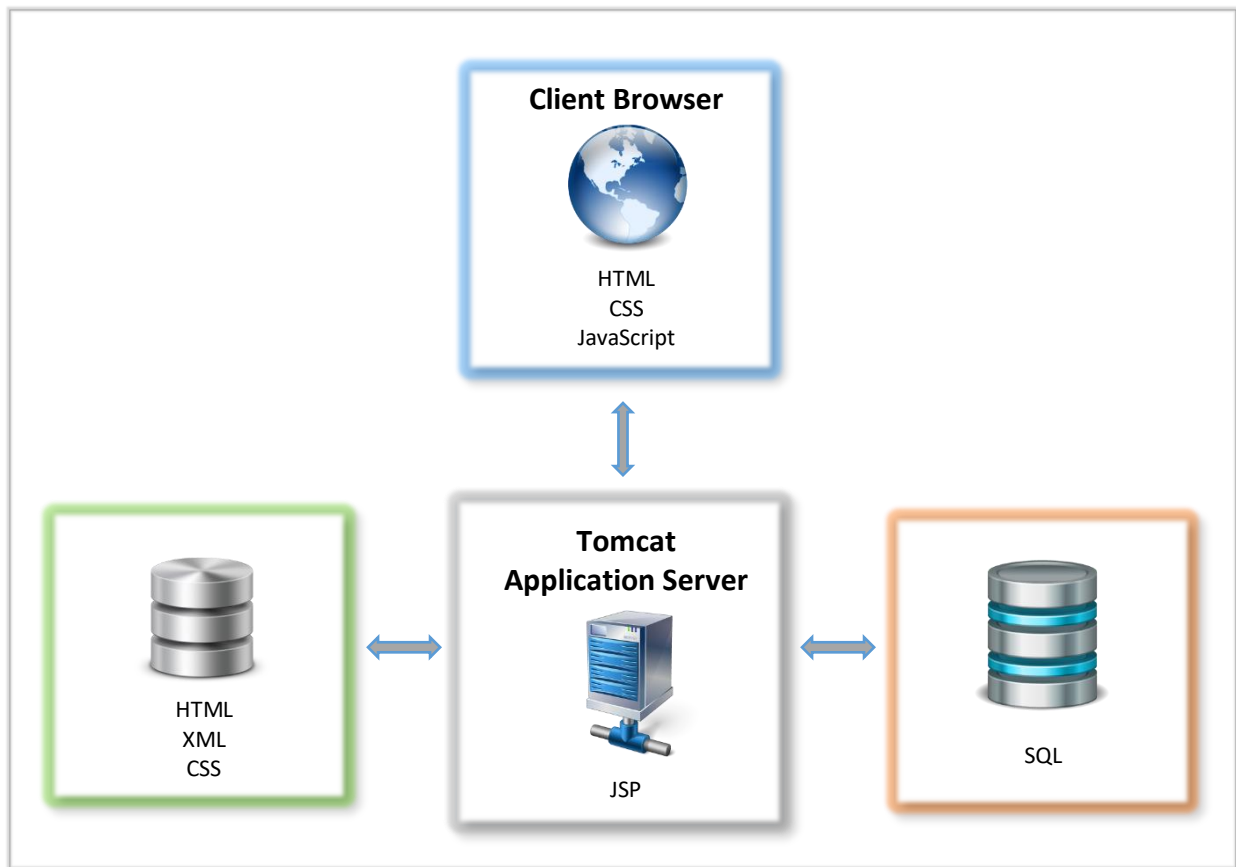 Client Browser
HTML
CSS
JavaScript
Tomcat
Application Server
JSP
HTML
XML
CSS
SQL